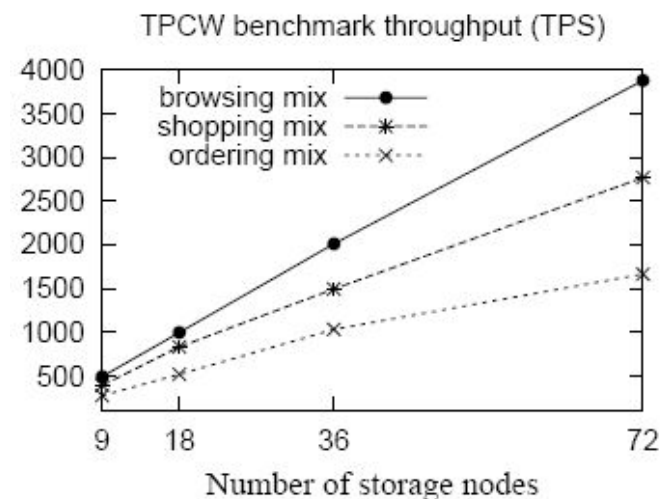 TPCW benchmark throughput (TPS)
4000
3500
3000
2500
2000
1500
1000
500
browsing mix
shopping mix
ordering mix
9 18 36 72
Number of storage nodes